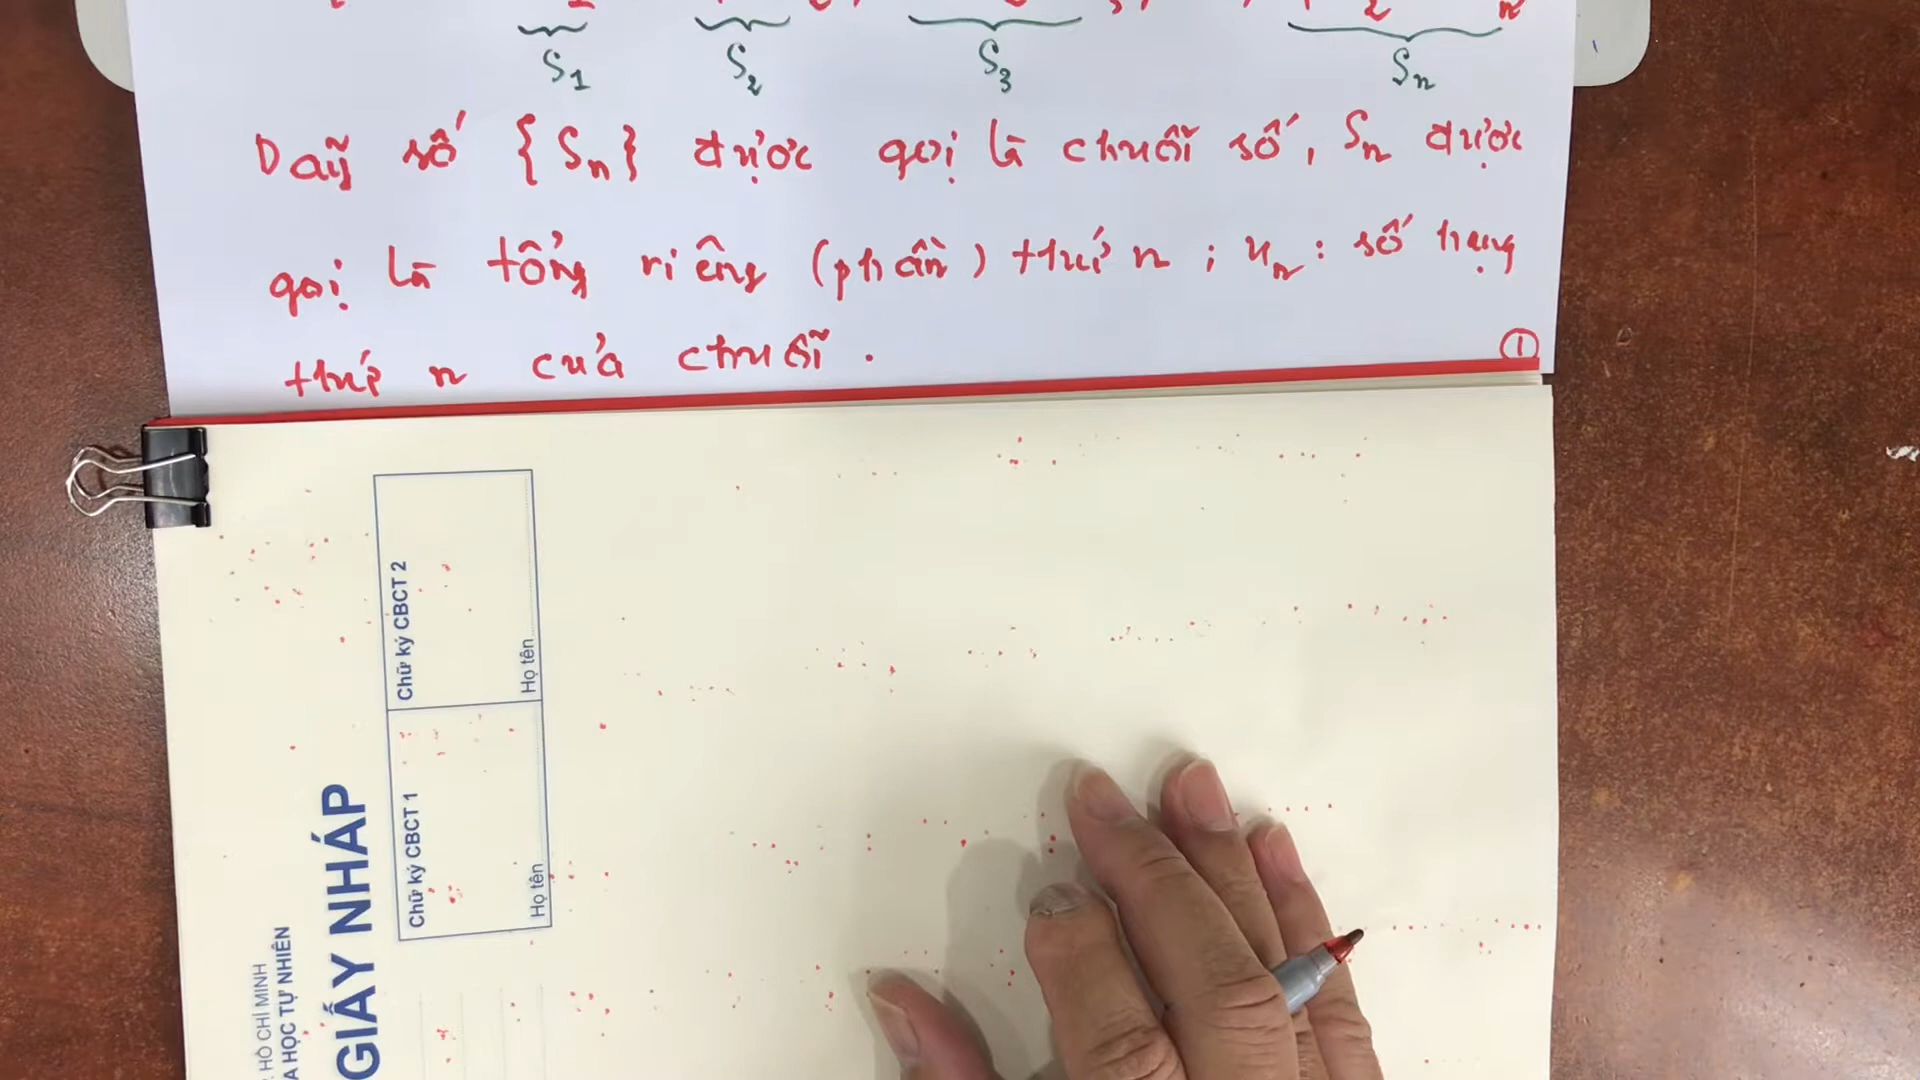 S₁ S₂ S₃ Sₙ
Dãy số {Sₙ} được gọi là chuỗi số, Sₙ được
gọi là tổng riêng (phần) thứ n ; uₙ : số hạng
thứ n của chuỗi .
①
Chữ ký CBCT 2
Họ tên
Chữ ký CBCT 1
Họ tên
GIẤY NHÁP
HỒ CHÍ MINH
A HỌC TỰ NHIÊN